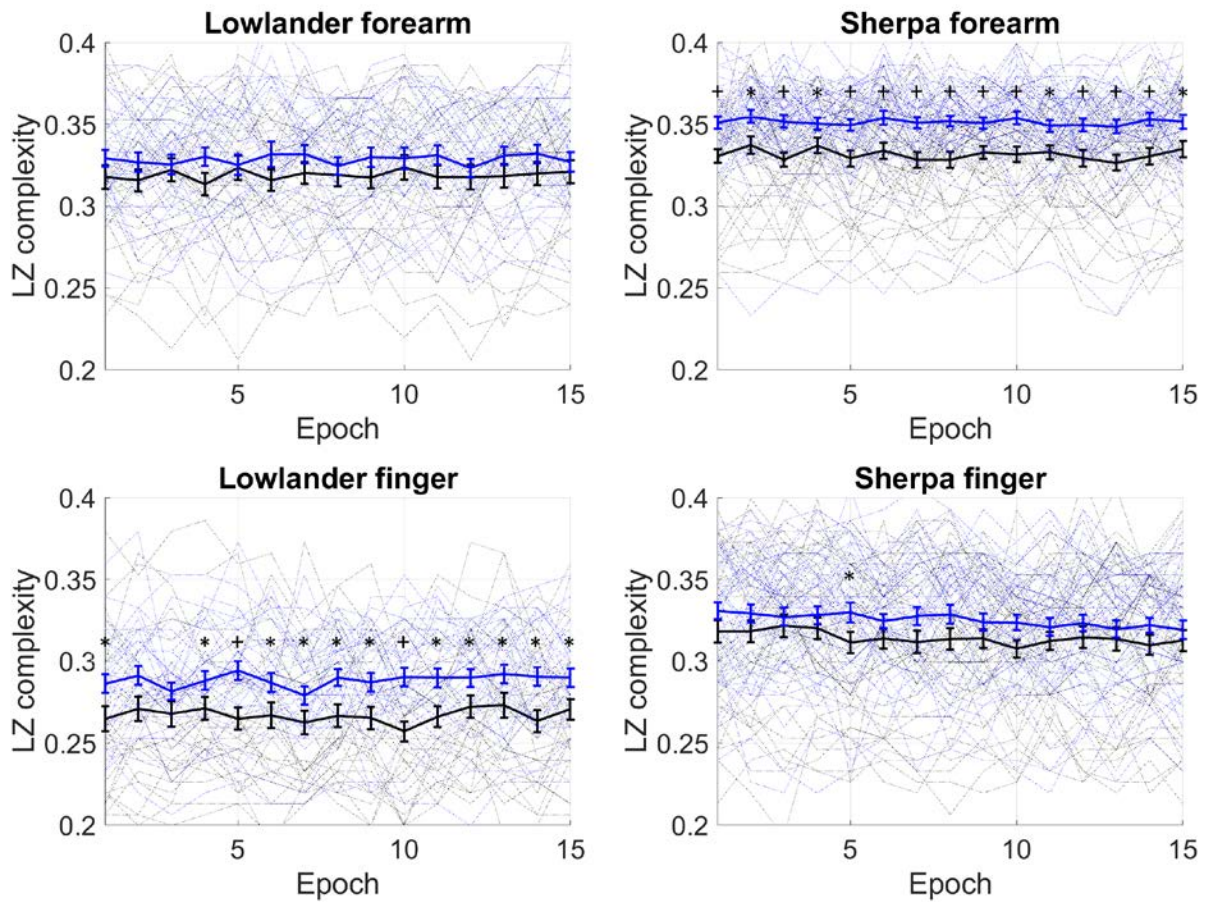 Lowlander forearm
0.4
0.35
0.3
0.25
0.2
LZ complexity
5 10 15
Epoch
Sherpa forearm
0.4
+ * + * + + + + + + * + + + *
0.35
0.3
0.25
0.2
LZ complexity
5 10 15
Epoch
Lowlander finger
0.4
0.35
* * + * * * * + * * * * *
0.3
0.25
0.2
LZ complexity
5 10 15
Epoch
Sherpa finger
0.4
*
0.35
0.3
0.25
0.2
LZ complexity
5 10 15
Epoch